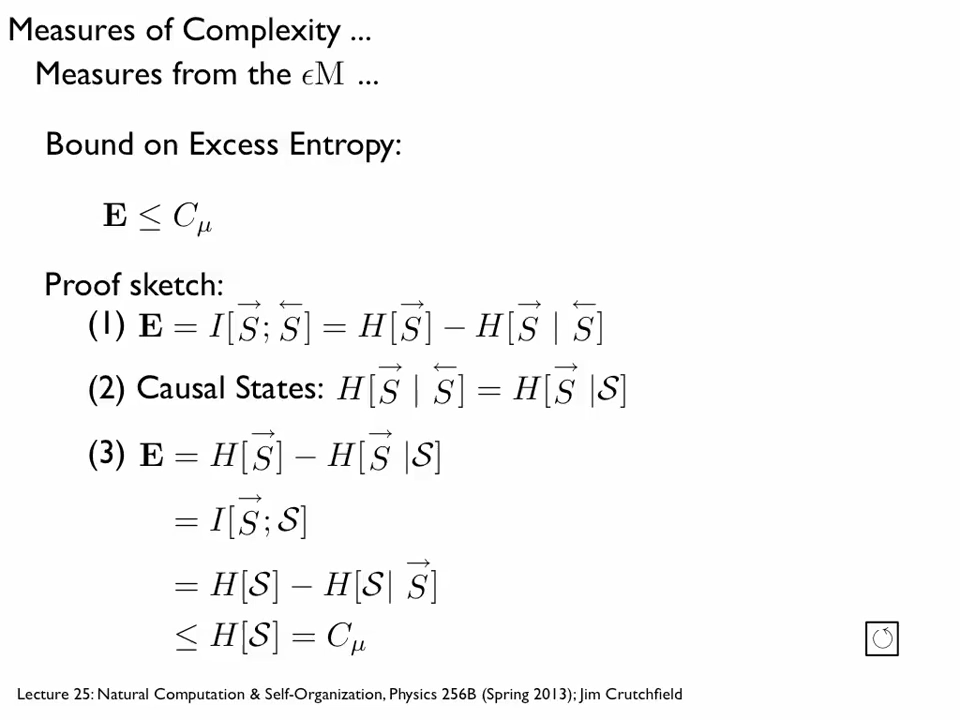 Measures of Complexity ...
Measures from the ϵM ...
Bound on Excess Entropy:
E ≤ C_μ
Proof sketch:
(1) E = I[S→; S←] = H[S→] − H[S→ | S←]
(2) Causal States: H[S→ | S←] = H[S→ |𝒮]
(3) E = H[S→] − H[S→ |𝒮]
= I[S→; 𝒮]
= H[𝒮] − H[𝒮| S→]
≤ H[𝒮] = C_μ
Lecture 25: Natural Computation & Self-Organization, Physics 256B (Spring 2013); Jim Crutchfield